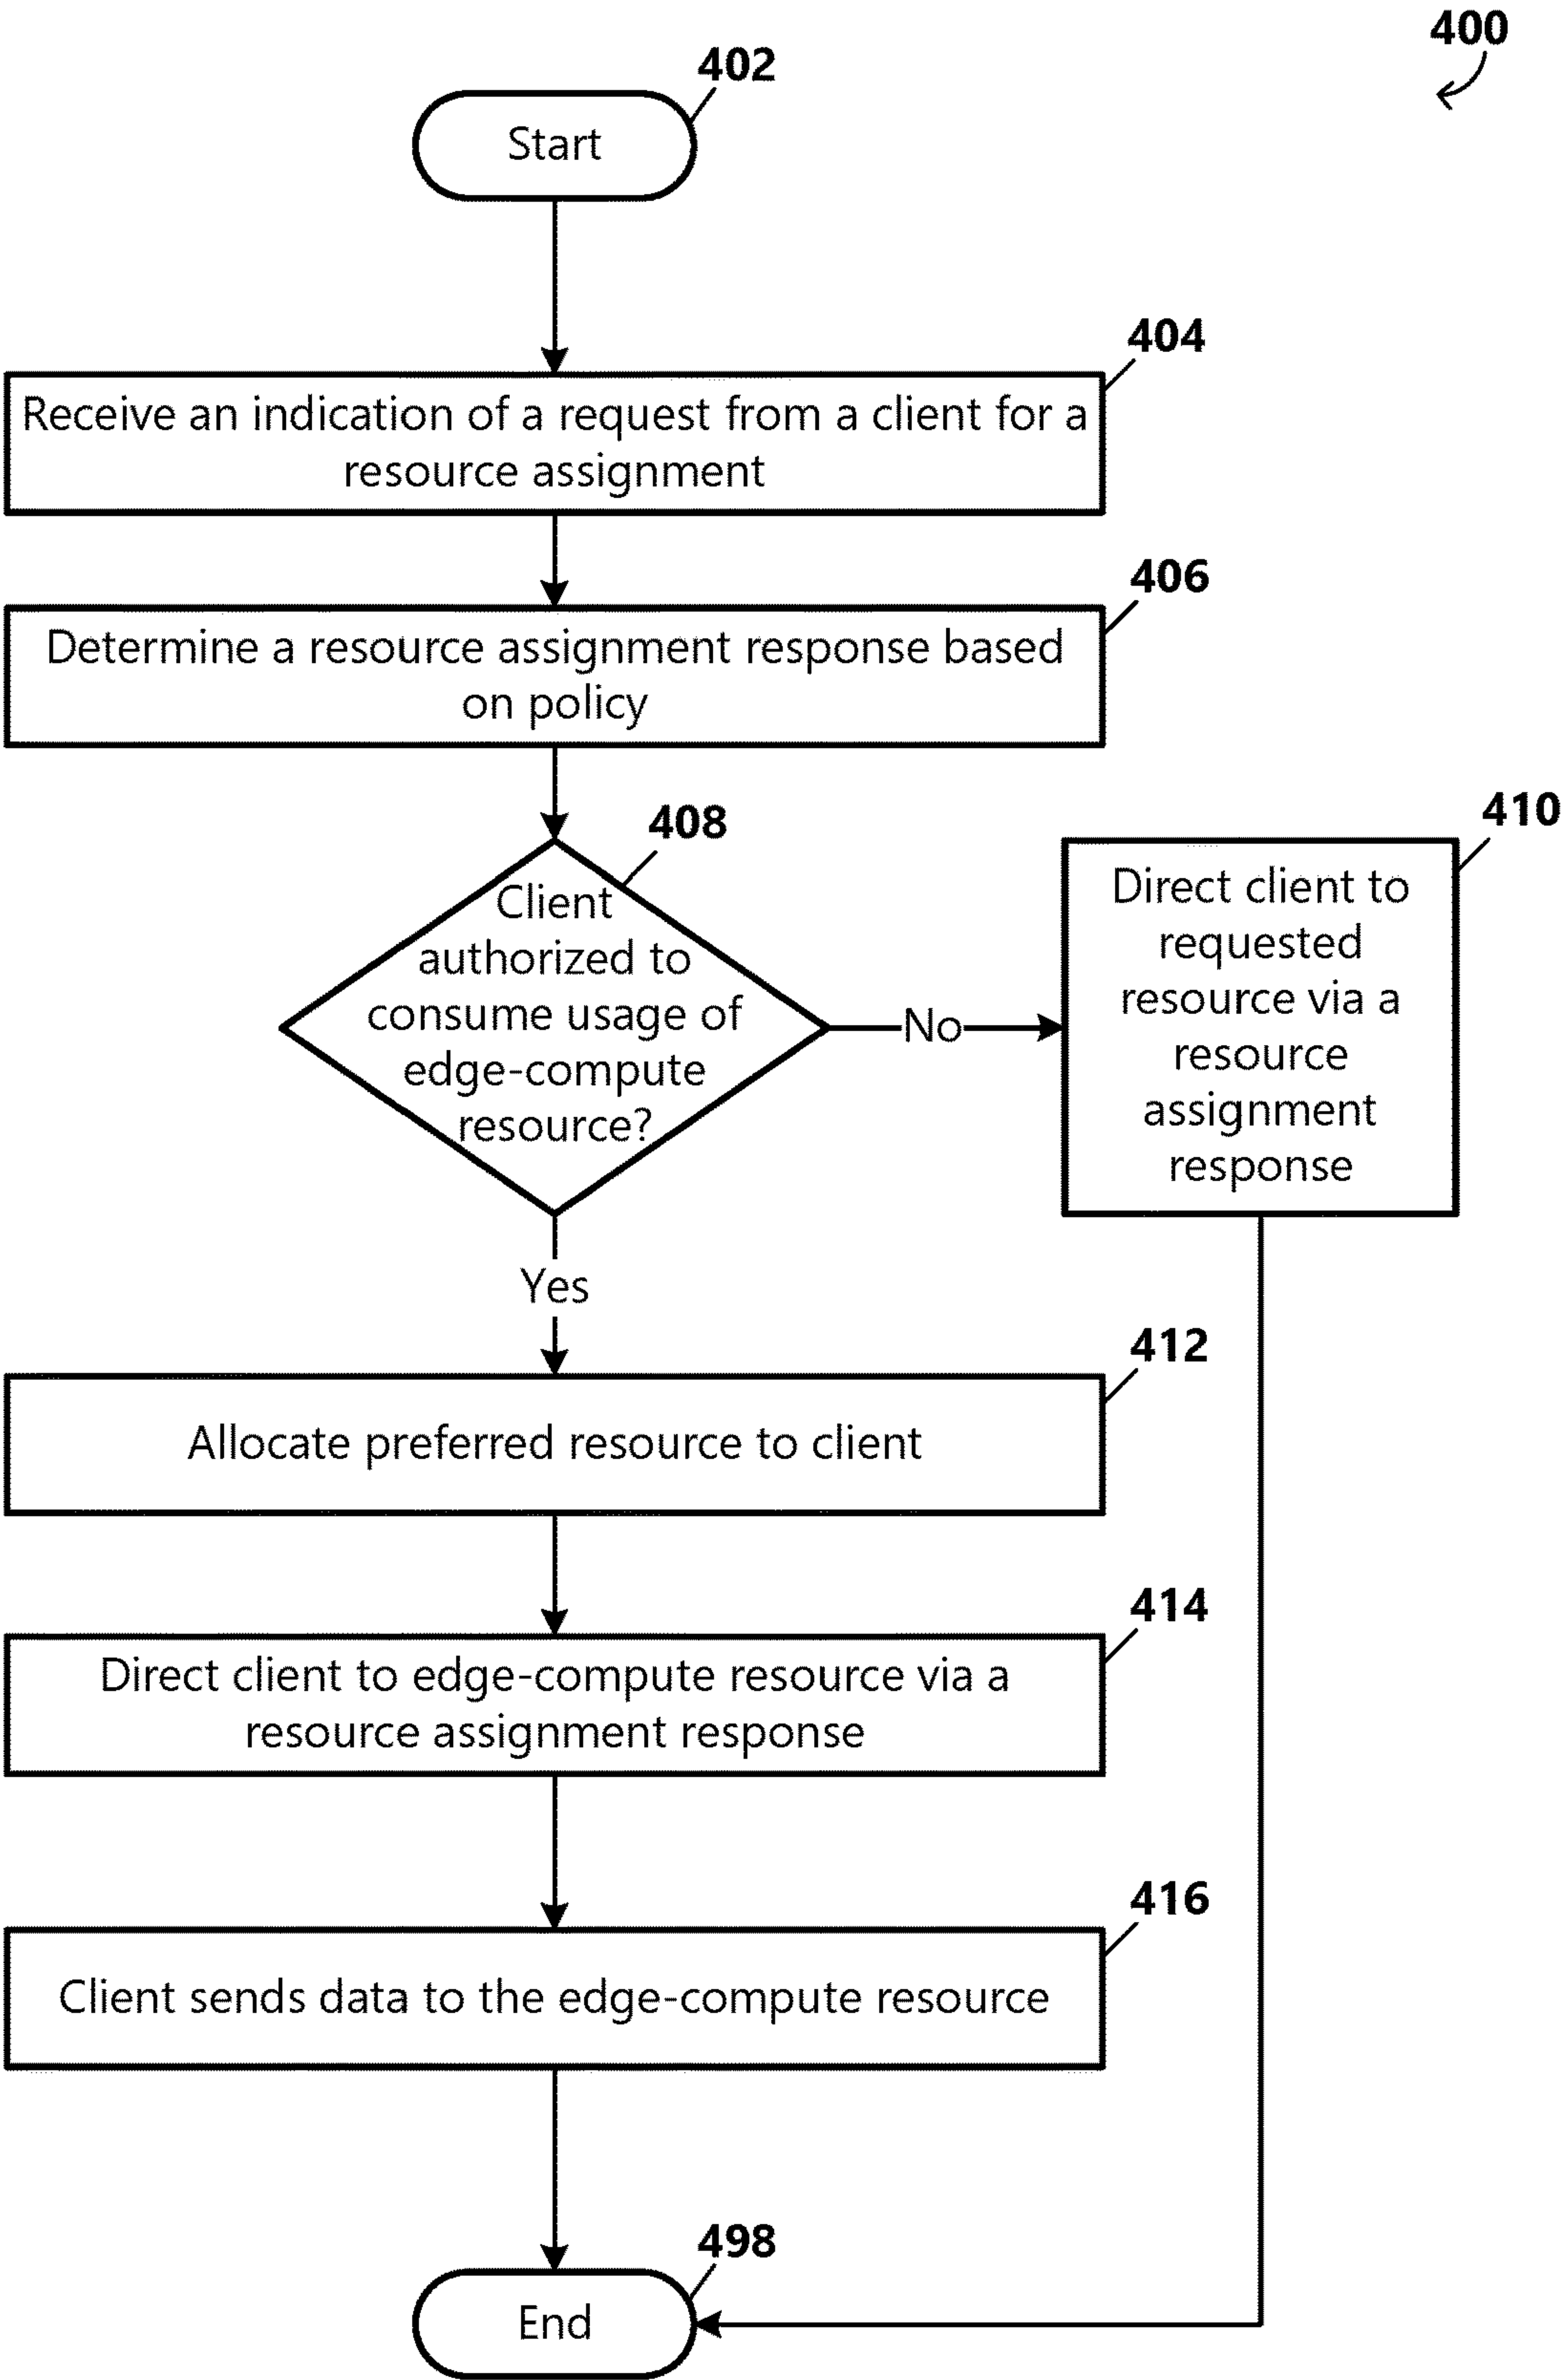 400
402
Start
404
Receive an indication of a request from a client for a
resource assignment
406
Determine a resource assignment response based
on policy
408
Client
authorized to
consume usage of
edge-compute
resource?
No
410
Direct client to
requested
resource via a
resource
assignment
response
Yes
412
Allocate preferred resource to client
414
Direct client to edge-compute resource via a
resource assignment response
416
Client sends data to the edge-compute resource
498
End